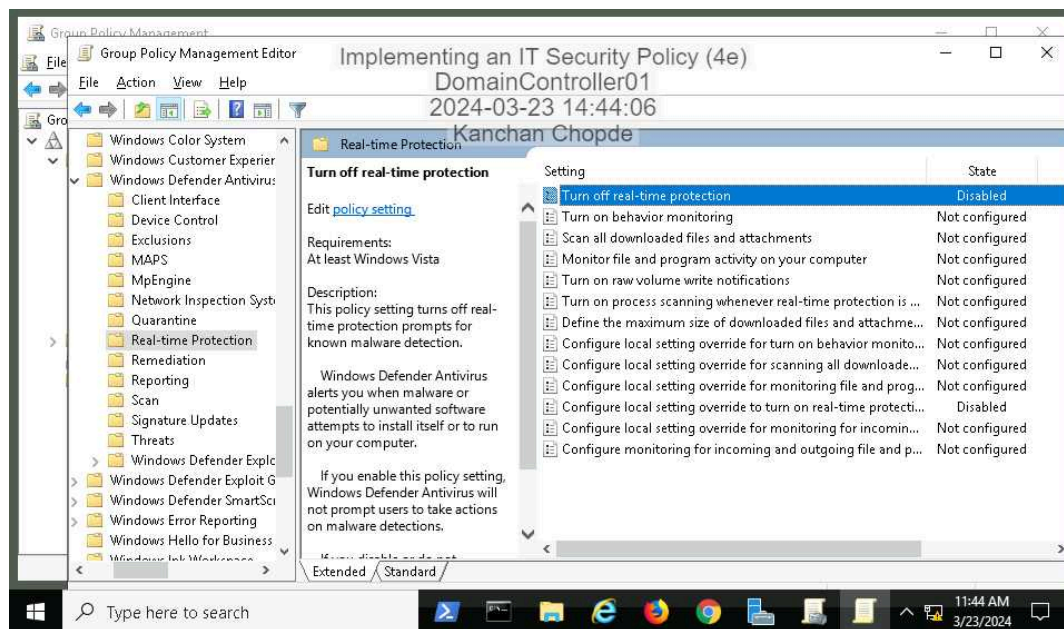 Group Policy Management
File
Gro
Group Policy Management Editor
File Action View Help
Implementing an IT Security Policy (4e)
DomainController01
2024-03-23 14:44:06
Kanchan Chopde
Windows Color System
Windows Customer Experier
Windows Defender Antivirus
Client Interface
Device Control
Exclusions
MAPS
MpEngine
Network Inspection Syst
Quarantine
Real-time Protection
Remediation
Reporting
Scan
Signature Updates
Threats
Windows Defender Explc
Windows Defender Exploit G
Windows Defender SmartSc
Windows Error Reporting
Windows Hello for Business
Windows Ink Workspace
Real-time Protection
Turn off real-time protection
Edit policy setting
Requirements:
At least Windows Vista
Description:
This policy setting turns off real-
time protection prompts for
known malware detection.
Windows Defender Antivirus
alerts you when malware or
potentially unwanted software
attempts to install itself or to run
on your computer.
If you enable this policy setting,
Windows Defender Antivirus will
not prompt users to take actions
on malware detections.
If you disable or do not
Setting State
Turn off real-time protection Disabled
Turn on behavior monitoring Not configured
Scan all downloaded files and attachments Not configured
Monitor file and program activity on your computer Not configured
Turn on raw volume write notifications Not configured
Turn on process scanning whenever real-time protection is ... Not configured
Define the maximum size of downloaded files and attachme... Not configured
Configure local setting override for turn on behavior monito... Not configured
Configure local setting override for scanning all downloade... Not configured
Configure local setting override for monitoring file and prog... Not configured
Configure local setting override to turn on real-time protecti... Disabled
Configure local setting override for monitoring for incomin... Not configured
Configure monitoring for incoming and outgoing file and p... Not configured
Extended Standard
Type here to search
11:44 AM
3/23/2024